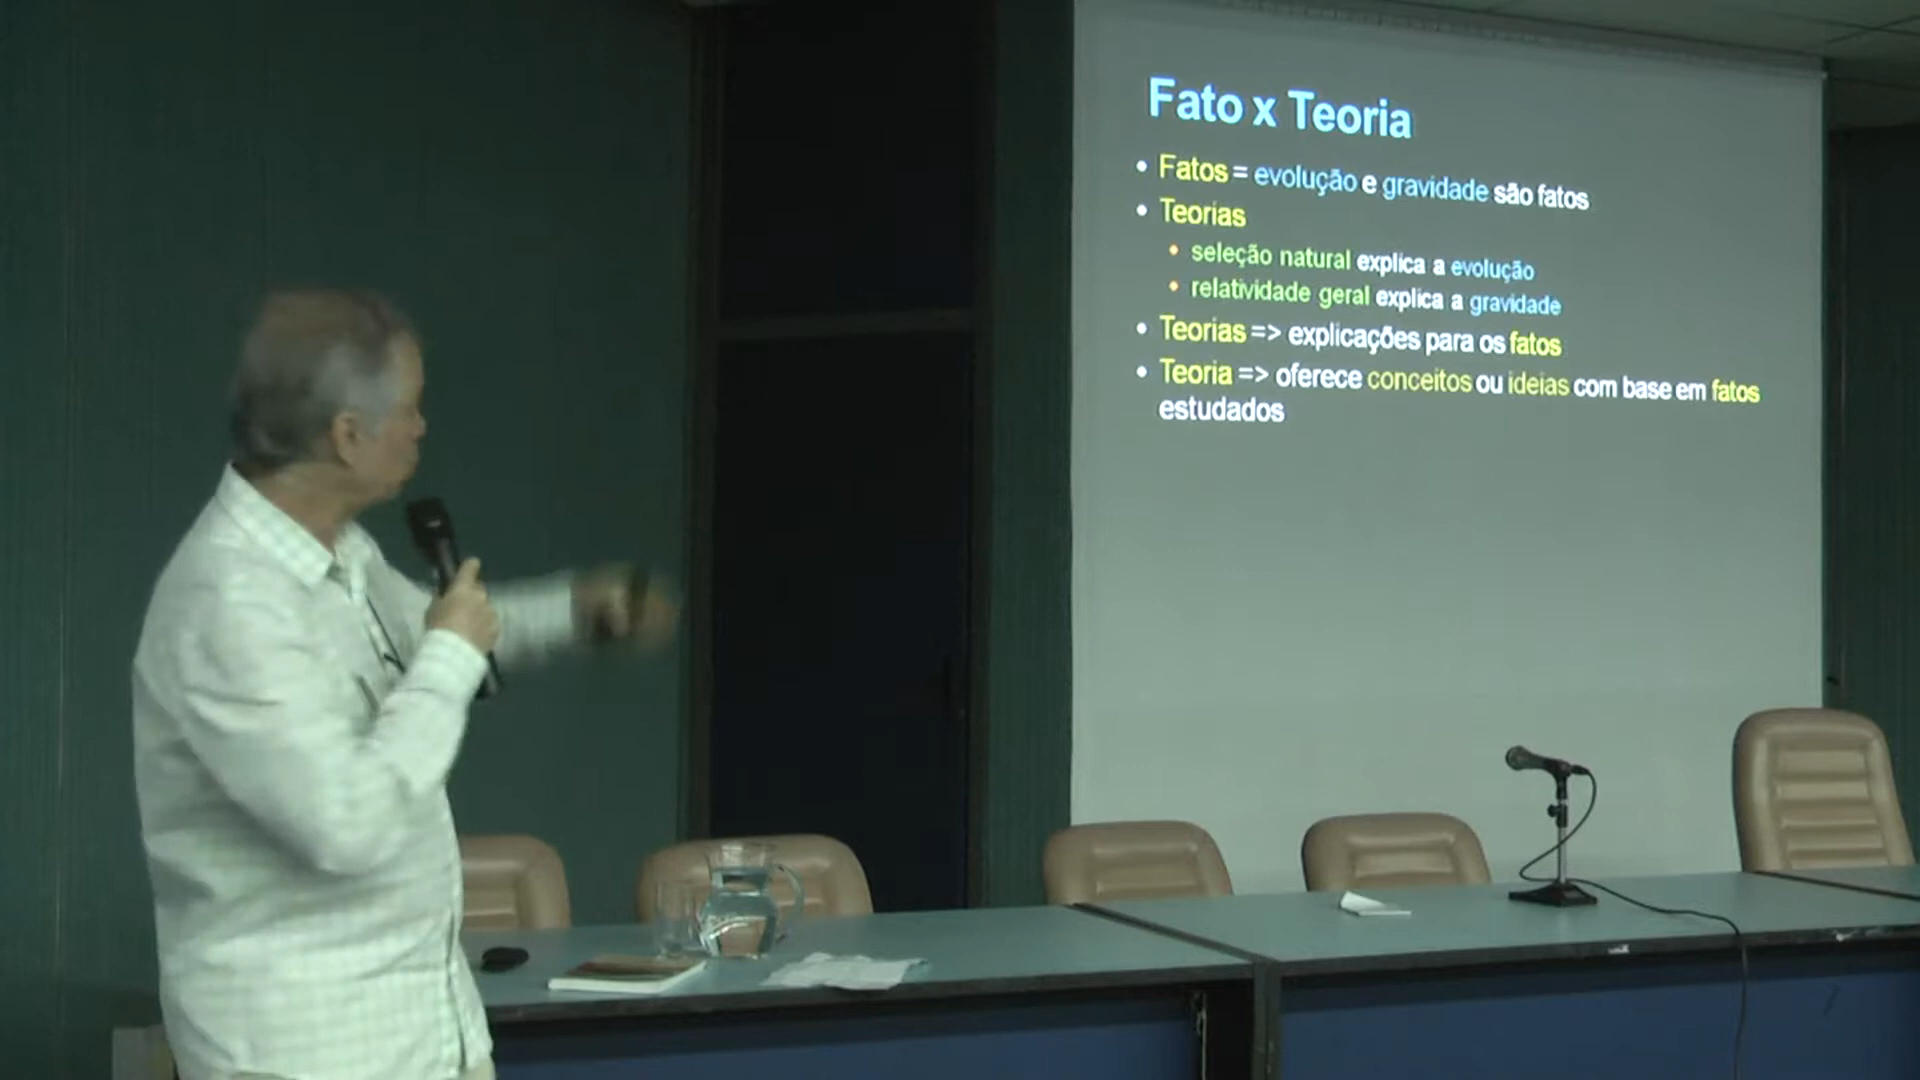 Fato x Teoria
• Fatos = evolução e gravidade são fatos
• Teorias
• seleção natural explica a evolução
• relatividade geral explica a gravidade
• Teorias => explicações para os fatos
• Teoria => oferece conceitos ou ideias com base em fatos
estudados